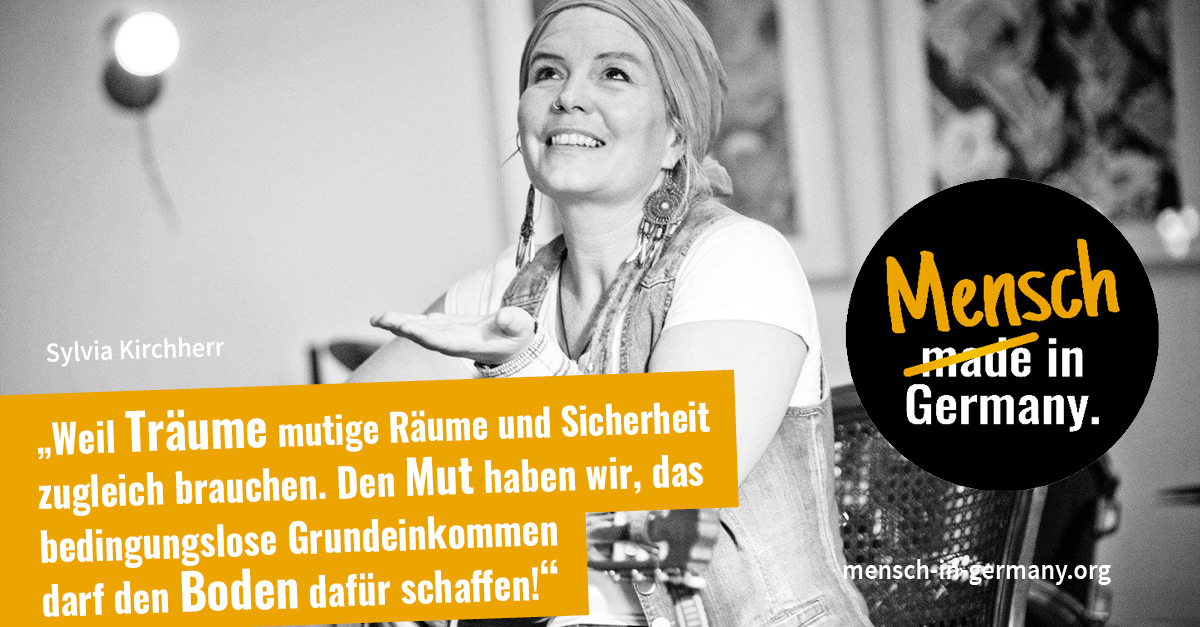 Sylvia Kirchherr
„Weil Träume mutige Räume und Sicherheit
zugleich brauchen. Den Mut haben wir, das
bedingungslose Grundeinkommen
darf den Boden dafür schaffen!“
Mensch
made in
Germany.
mensch-in-germany.org